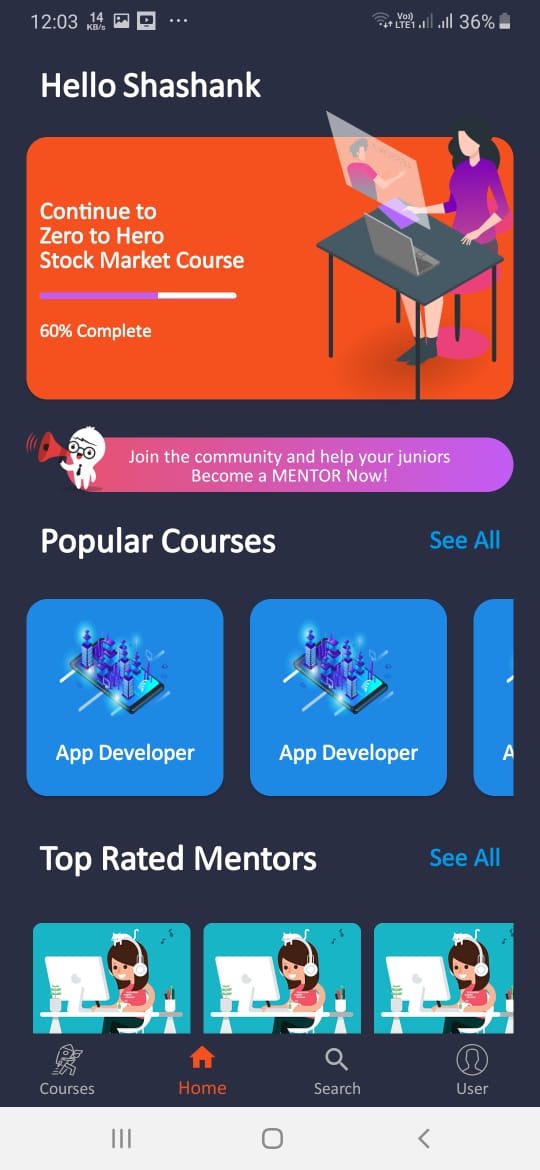 12:03 14 KB/s Vo) LTE1 36%
Hello Shashank
Continue to
Zero to Hero
Stock Market Course
60% Complete
Join the community and help your juniors
Become a MENTOR Now!
Popular Courses See All
App Developer App Developer A
Top Rated Mentors See All
Courses Home Search User